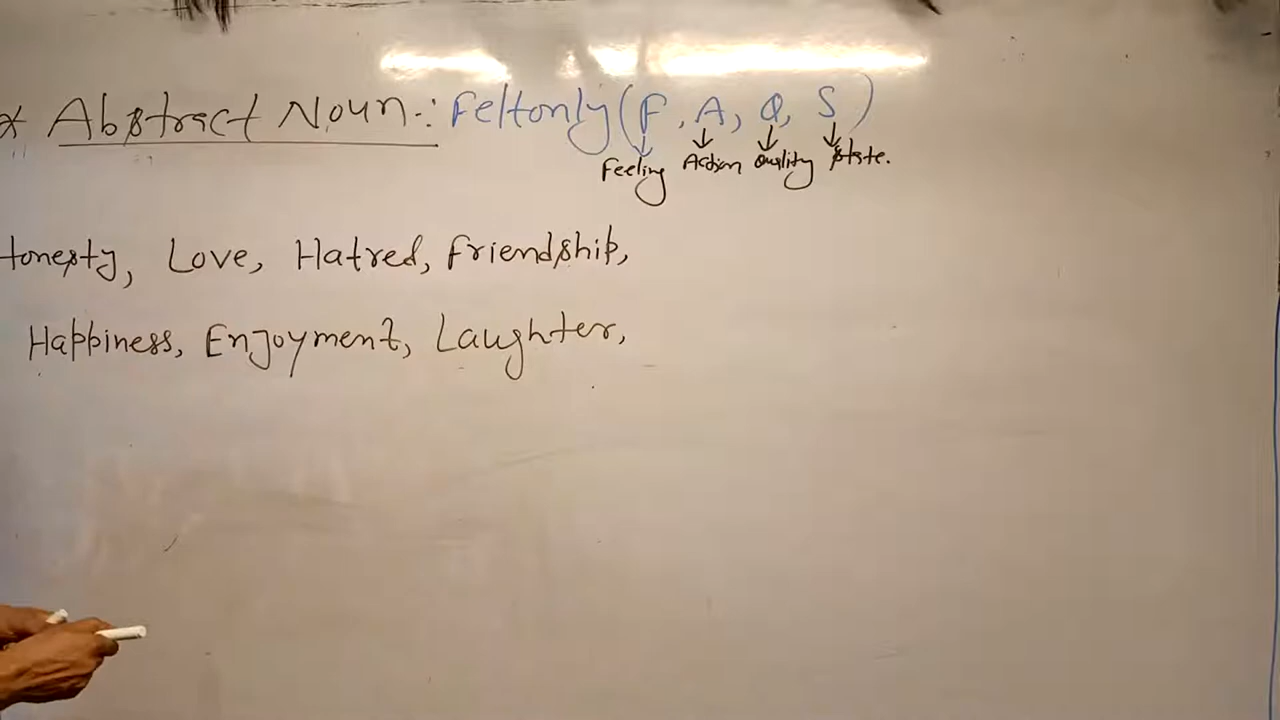 * Abstract Noun: Feltonly (F, A, Q, S)
Feeling Action Quality State.
Honesty, Love, Hatred, Friendship,
Happiness, Enjoyment, Laughter,